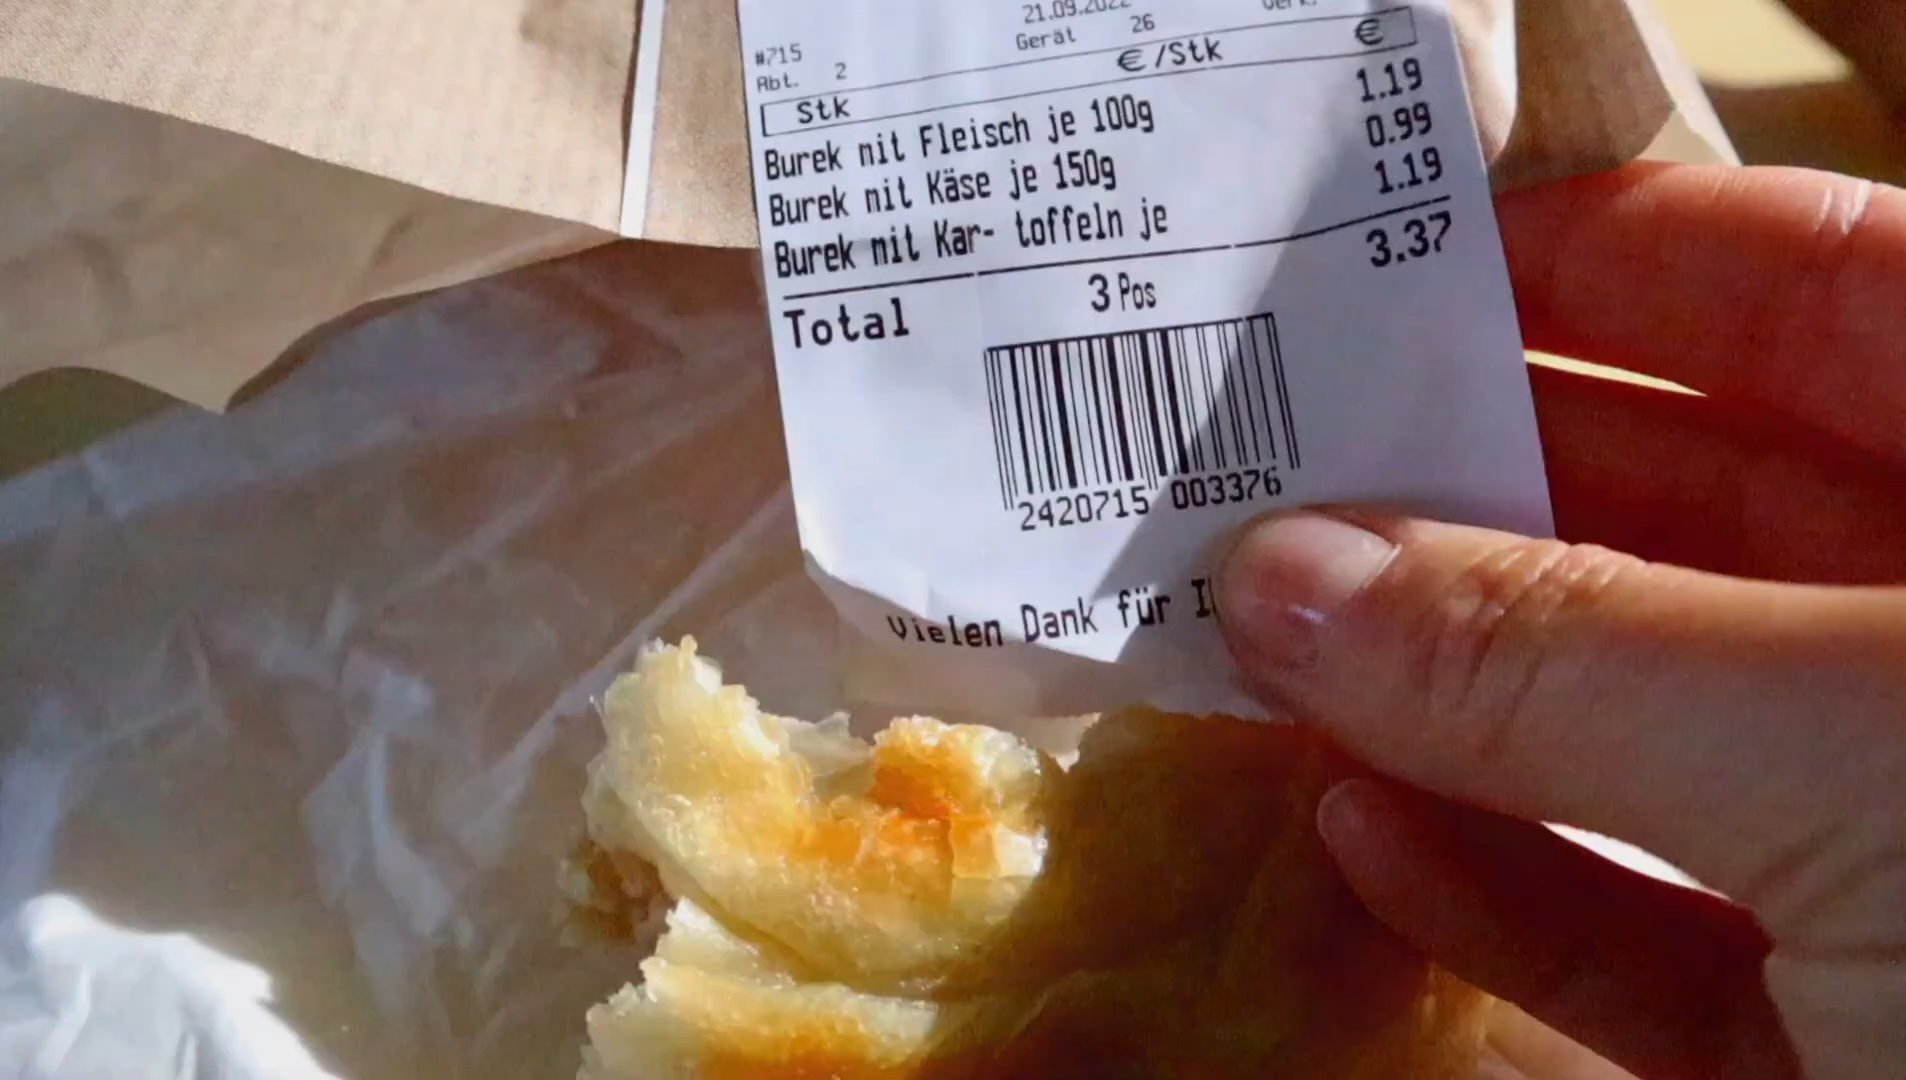 21.09.2022
#715 Gerät 26
Abt. 2
Stk €/Stk €
Burek mit Fleisch je 100g 1.19
Burek mit Käse je 150g 0.99
Burek mit Kar- toffeln je 1.19
Total 3 Pos 3.37
2420715 003376
Vielen Dank für